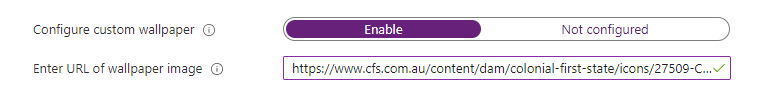 Configure custom wallpaper Enable Not configured
Enter URL of wallpaper image https://www.cfs.com.au/content/dam/colonial-first-state/icons/27509-C...